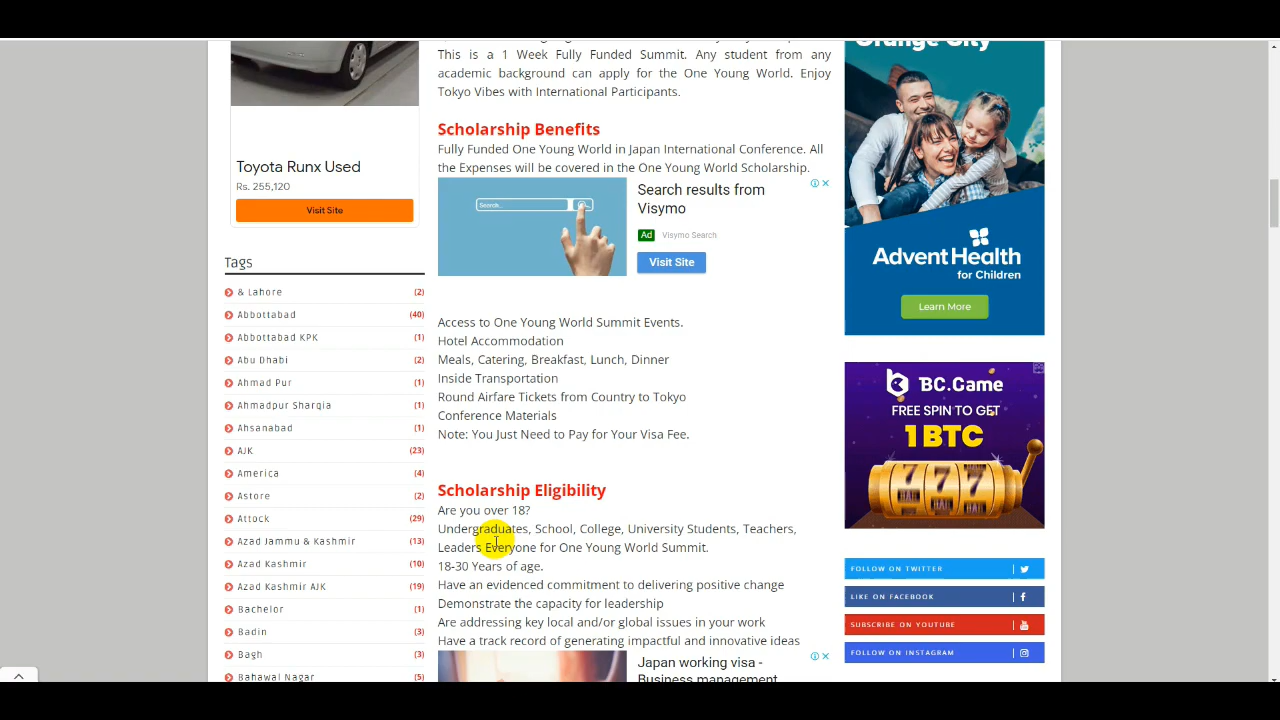 Toyota Runx Used
Rs. 255,120
Visit Site
Tags
& Lahore (2)
Abbottabad (40)
Abbottabad KPK (1)
Abu Dhabi (2)
Ahmad Pur (1)
Ahmadpur Sharqia (1)
Ahsanabad (1)
AJK (23)
America (4)
Astore (2)
Attock (29)
Azad Jammu & Kashmir (13)
Azad Kashmir (10)
Azad Kashmir AJK (19)
Bachelor (1)
Badin (3)
Bagh (3)
Bahawal Nagar (5)
This is a 1 Week Fully Funded Summit. Any student from any
academic background can apply for the One Young World. Enjoy
Tokyo Vibes with International Participants.
Scholarship Benefits
Fully Funded One Young World in Japan International Conference. All
the Expenses will be covered in the One Young World Scholarship.
Search...
Search results from
Visymo
Ad Visymo Search
Visit Site
Access to One Young World Summit Events.
Hotel Accommodation
Meals, Catering, Breakfast, Lunch, Dinner
Inside Transportation
Round Airfare Tickets from Country to Tokyo
Conference Materials
Note: You Just Need to Pay for Your Visa Fee.
Scholarship Eligibility
Are you over 18?
Undergraduates, School, College, University Students, Teachers,
Leaders Everyone for One Young World Summit.
18-30 Years of age.
Have an evidenced commitment to delivering positive change
Demonstrate the capacity for leadership
Are addressing key local and/or global issues in your work
Have a track record of generating impactful and innovative ideas
Japan working visa -
Business management
Orange City
AdventHealth
for Children
Learn More
BC.Game
FREE SPIN TO GET
1 BTC
777
FOLLOW ON TWITTER
LIKE ON FACEBOOK
SUBSCRIBE ON YOUTUBE
FOLLOW ON INSTAGRAM